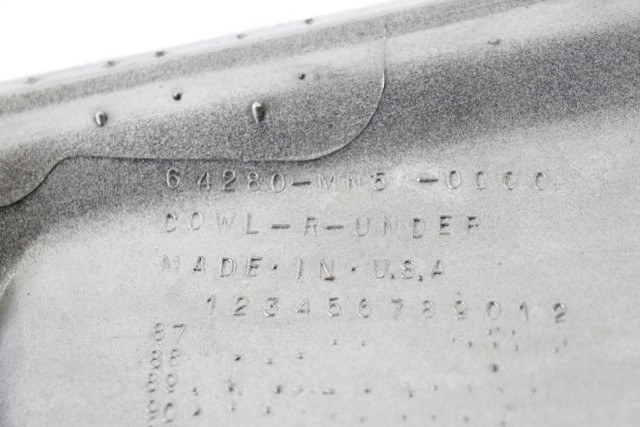 64280-MN5-0000
COWL-R-UNDER
MADE·IN·U.S.A
123456789012
87
88
89
90